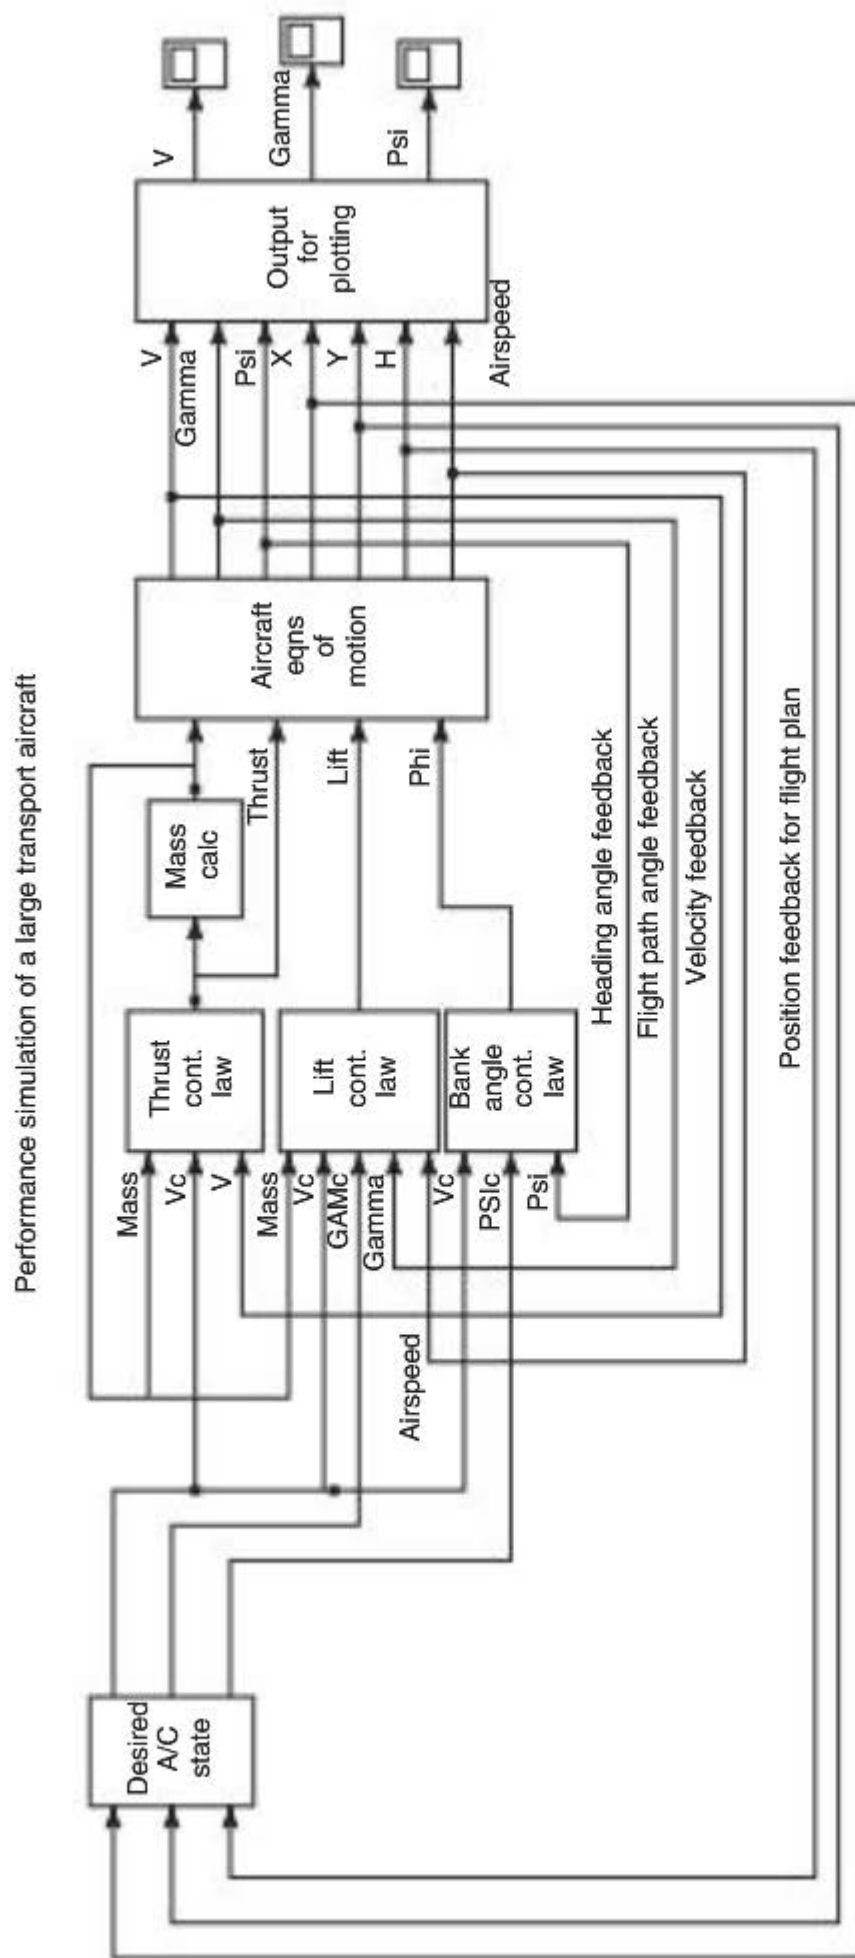 Performance simulation of a large transport aircraft
Desired
A/C
state
Mass
Vc
V
Mass
Vc
GAMc
Gamma
Airspeed
Vc
PSIc
Psi
Thrust
cont.
law
Lift
cont.
law
Bank
angle
cont.
law
Mass
calc
Thrust
Lift
Phi
Aircraft
eqns
of
motion
V
Gamma
Psi
X
Y
H
Airspeed
Output
for
plotting
V
Gamma
Psi
Heading angle feedback
Flight path angle feedback
Velocity feedback
Position feedback for flight plan